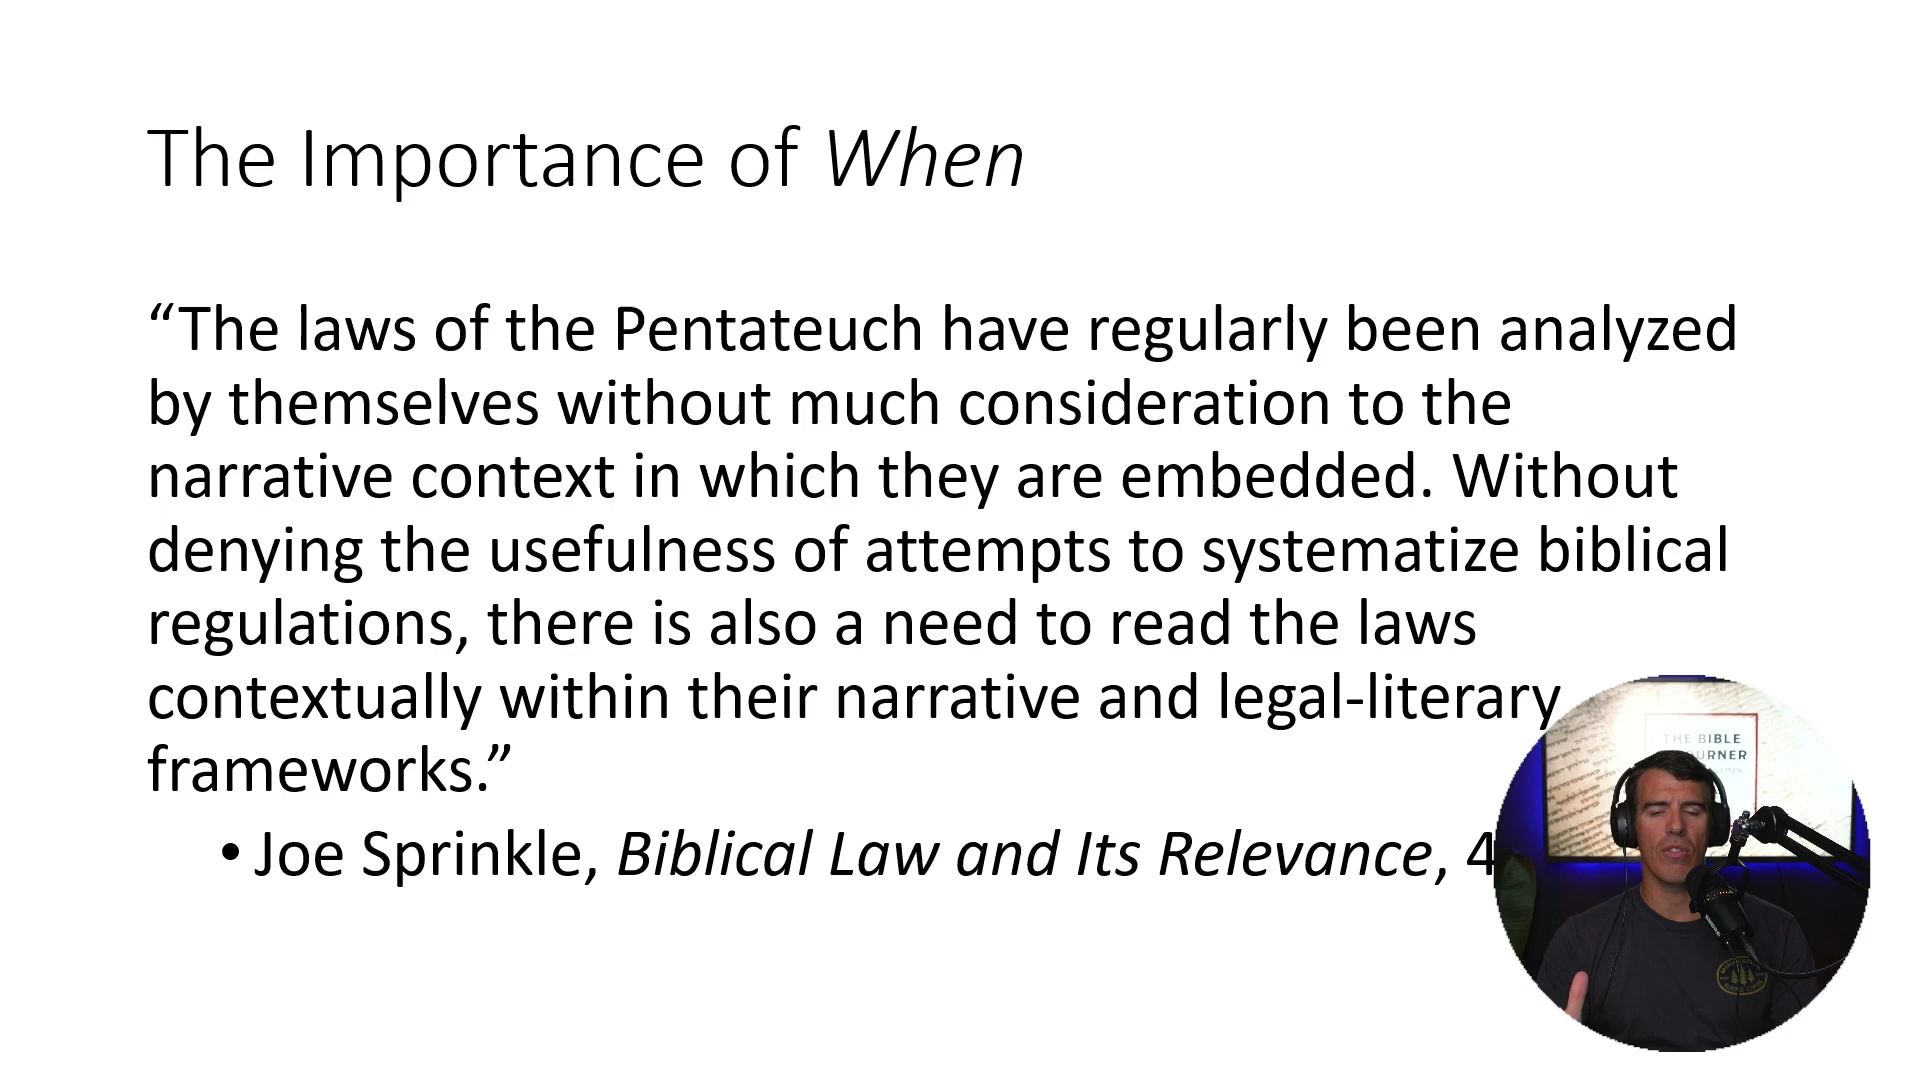 The Importance of When
“The laws of the Pentateuch have regularly been analyzed
by themselves without much consideration to the
narrative context in which they are embedded. Without
denying the usefulness of attempts to systematize biblical
regulations, there is also a need to read the laws
contextually within their narrative and legal-literary
frameworks.”
• Joe Sprinkle, Biblical Law and Its Relevance, 4
THE BIBLE